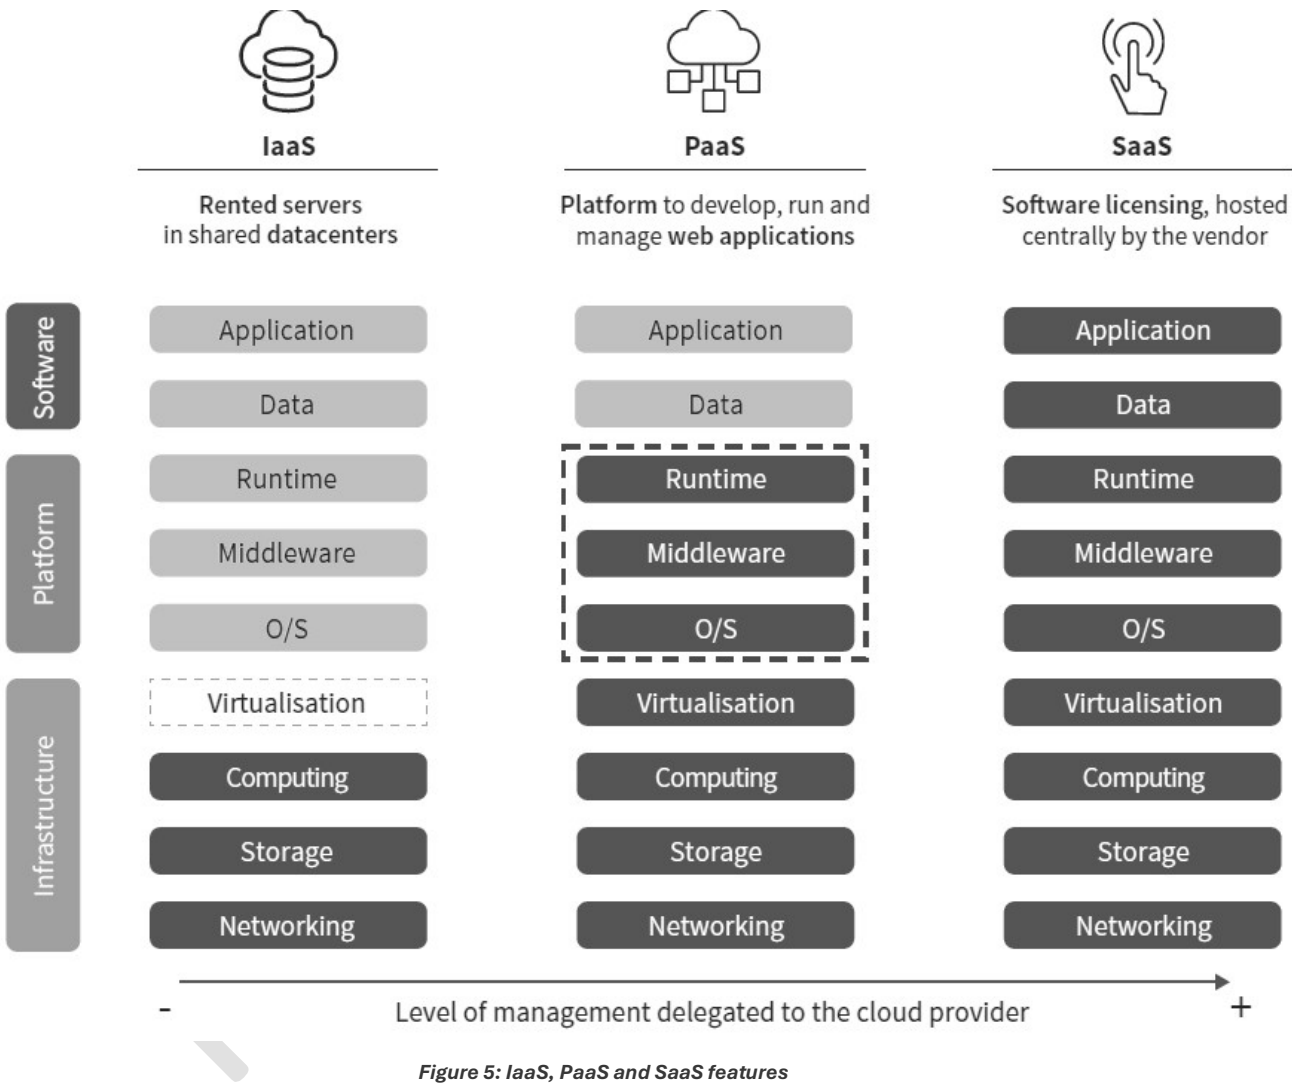 IaaS
PaaS
SaaS
Rented servers
in shared datacenters
Platform to develop, run and
manage web applications
Software licensing, hosted
centrally by the vendor
Software
Application
Application
Application
Data
Data
Data
Platform
Runtime
Runtime
Runtime
Middleware
Middleware
Middleware
O/S
O/S
O/S
Infrastructure
Virtualisation
Virtualisation
Virtualisation
Computing
Computing
Computing
Storage
Storage
Storage
Networking
Networking
Networking
-
Level of management delegated to the cloud provider
+
Figure 5: IaaS, PaaS and SaaS features